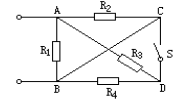 A R₂ C
R₁ R₃ S
B R₄ D